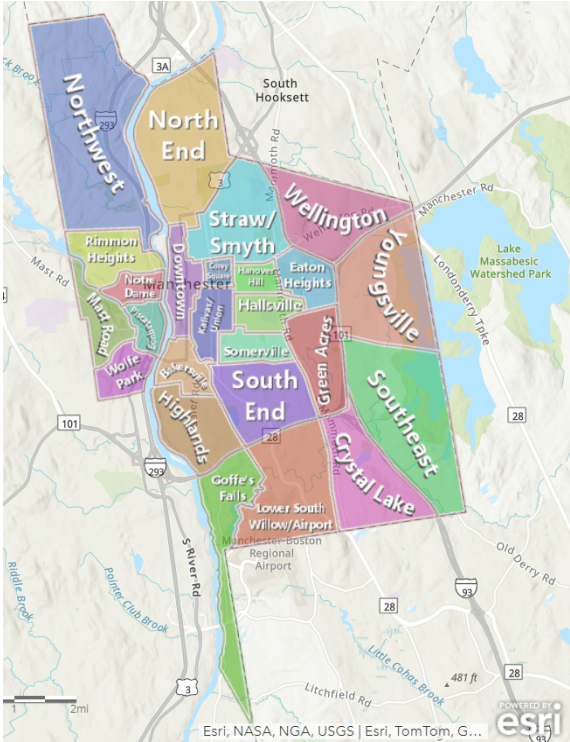 3A
South
Hooksett
Northwest
293
North
End
3
Mammoth Rd
Wellington
Manchester Rd
Straw/
Smyth
Youngsville
Lake
Massabesic
Watershed Park
Londonderry Tpke
Rimmon
Heights
Mast Rd
Downtown
Corey
Square
Hanover
Hill
Eaton
Heights
Notre
Dame
Manchester
Mast Road
Kalivas/
Union
Hallsville
101
Green Acres
Somerville
Wolfe
Park
Bakersville
South
End
Southeast
Highlands
101
28
28
Crystal Lake
293
Goffe's
Falls
Lower South
Willow/Airport
Manchester-Boston
Regional
Airport
S River Rd
Old Derry Rd
Riddle Brook
Pointer Club Brook
93
28
Little Cohas Brook
481 ft
28
3
Litchfield Rd
1
2mi
POWERED BY
esri
Esri, NASA, NGA, USGS | Esri, TomTom, G...
93